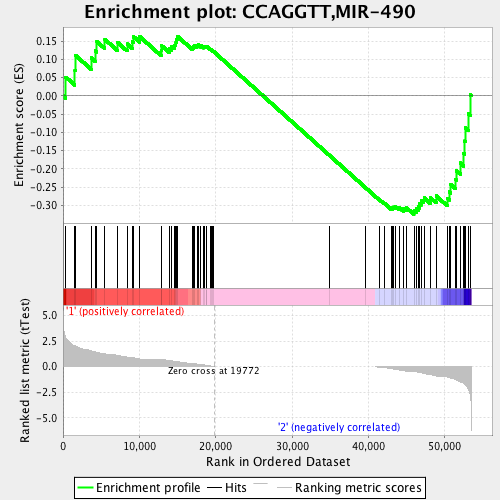 Enrichment plot: CCAGGTT,MIR-490
Enrichment score (ES)
0.15
0.10
0.05
0.00
-0.05
-0.10
-0.15
-0.20
-0.25
-0.30
'1' (positively correlated)
Ranked list metric (tTest)
5.0
2.5
0.0
-2.5
-5.0
Zero cross at 19772
'2' (negatively correlated)
0 10,000 20,000 30,000 40,000 50,000
Rank in Ordered Dataset
Enrichment profile Hits Ranking metric scores